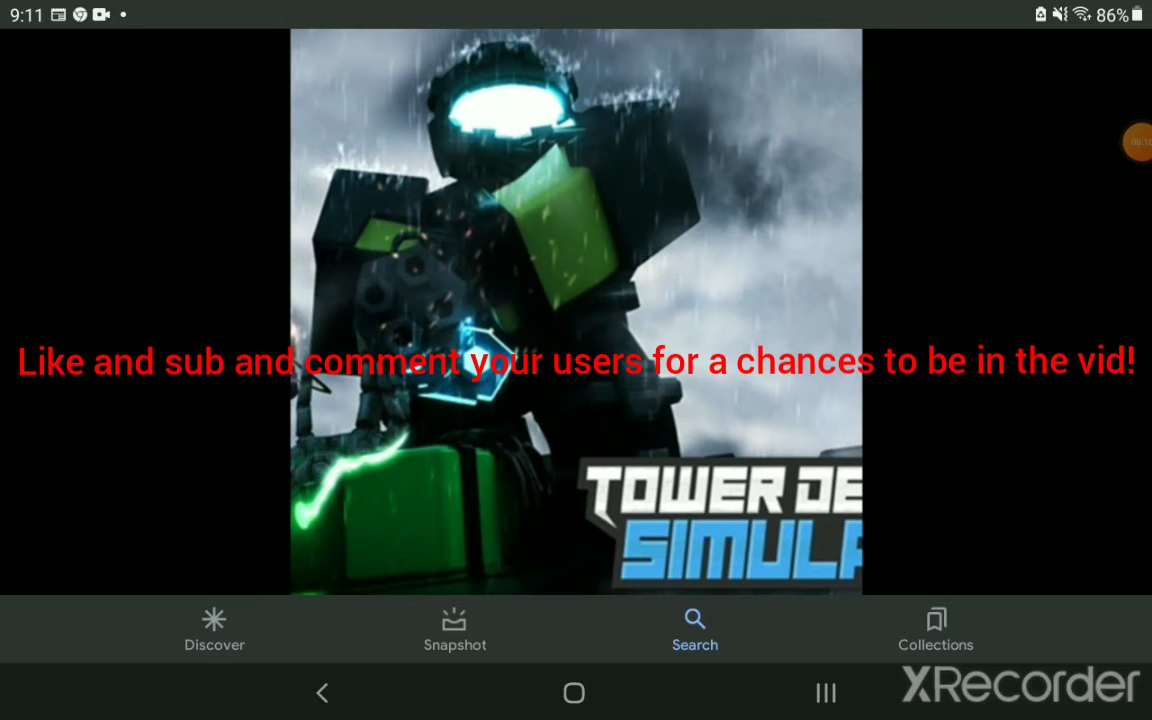 9:11
86%
Like and sub and comment your users for a chances to be in the vid!
TOWER DE
SIMULA
Discover
Snapshot
Search
Collections
XRecorder